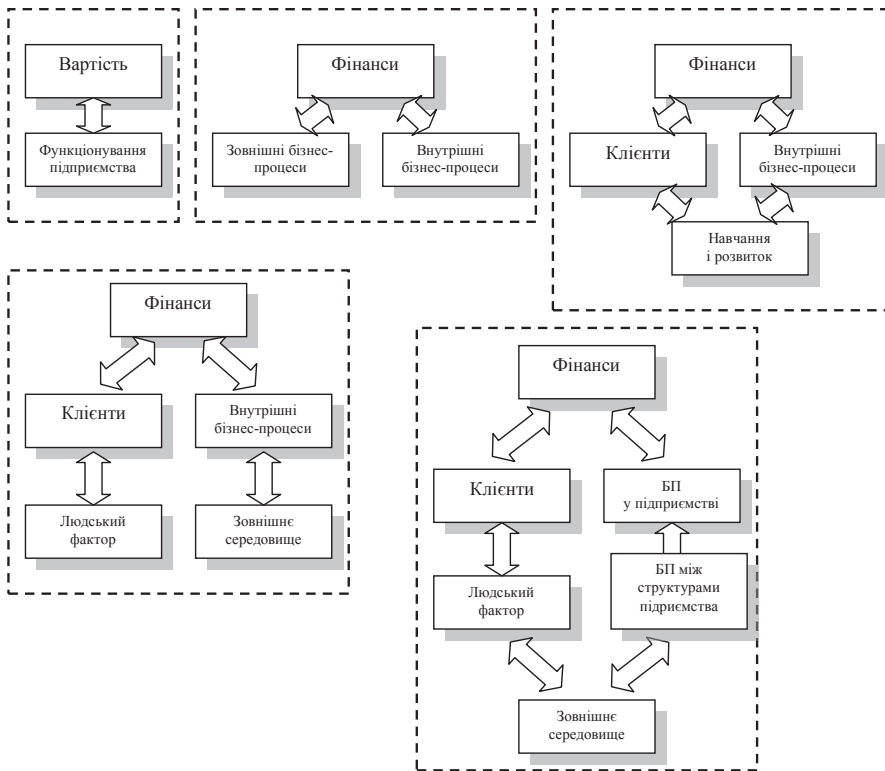 Вартість
Функціонування
підприємства
Фінанси
Зовнішні бізнес-
процеси
Внутрішні
бізнес-процеси
Фінанси
Клієнти
Внутрішні
бізнес-процеси
Навчання
і розвиток
Фінанси
Клієнти
Внутрішні
бізнес-процеси
Людський
фактор
Зовнішнє
середовище
Фінанси
Клієнти
БП
у підприємстві
Людський
фактор
БП між
структурами
підриємства
Зовнішнє
середовище